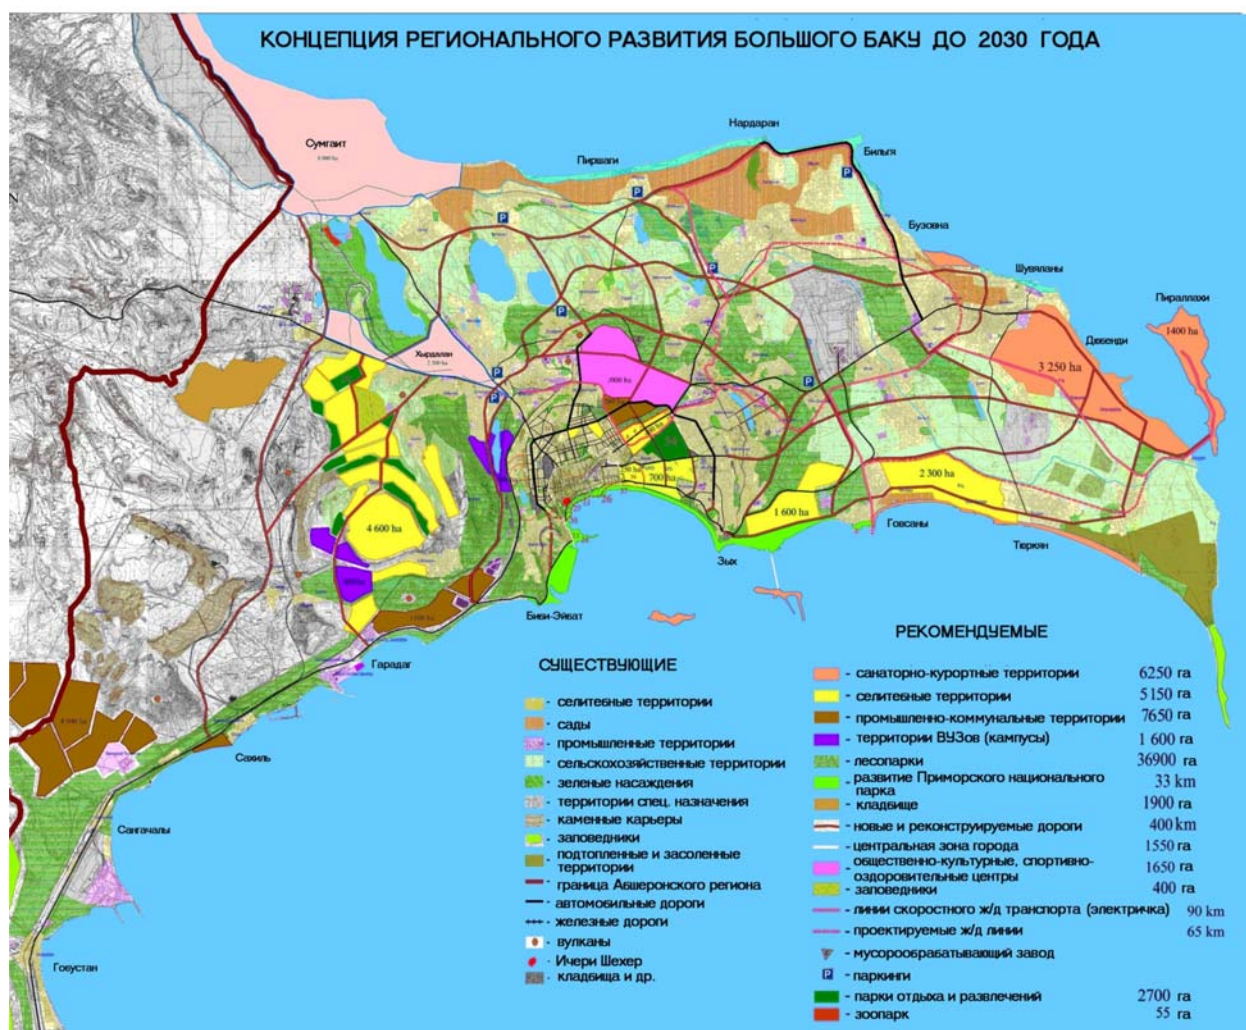 КОНЦЕПЦИЯ РЕГИОНАЛЬНОГО РАЗВИТИЯ БОЛЬШОГО БАКУ ДО 2030 ГОДА
Сумгаит
Нардаран
Пиршаги
Бильгя
Бузовна
Шувяланы
Пираллахи
1400 ha
Дюбенди
3 250 ha
Хырдалан
2 300 ha
700 ha
4 600 ha
1 600 ha
Говсаны
Тюркян
Зых
Биби-Эйбат
Гарадаг
Сахиль
Сангачалы
Говустан
СУЩЕСТВУЮЩИЕ
- селитебные территории
- сады
- промышленные территории
- сельскохозяйственные территории
- зеленые насаждения
- территории спец. назначения
- каменные карьеры
- заповедники
- подтопленные и засоленные
территории
- граница Абшеронского региона
- автомобильные дороги
- железные дороги
- вулканы
- Ичери Шехер
- кладбища и др.
РЕКОМЕНДУЕМЫЕ
- санаторно-курортные территории 6250 га
- селитебные территории 5150 га
- промышленно-коммунальные территории 7650 га
- территории ВУЗов (кампусы) 1 600 га
- лесопарки 36900 га
- развитие Приморского национального
парка 33 km
- кладбище 1900 га
- новые и реконструируемые дороги 400 km
- центральная зона города 1550 га
- общественно-культурные, спортивно-
оздоровительные центры 1650 га
- заповедники 400 га
- линии скоростного ж/д транспорта (электричка) 90 km
- проектируемые ж/д линии 65 km
- мусорообрабатывающий завод
P - паркинги
- парки отдыха и развлечений 2700 га
- зоопарк 55 га